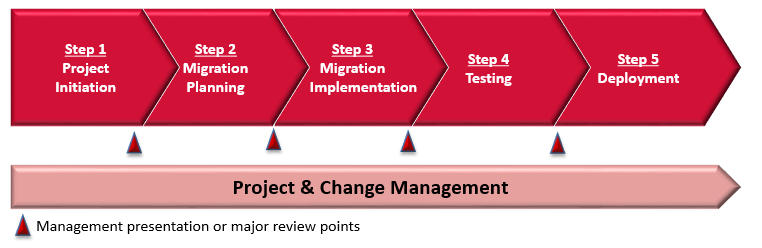 Step 1
Project
Initiation
Step 2
Migration
Planning
Step 3
Migration
Implementation
Step 4
Testing
Step 5
Deployment
Project & Change Management
Management presentation or major review points